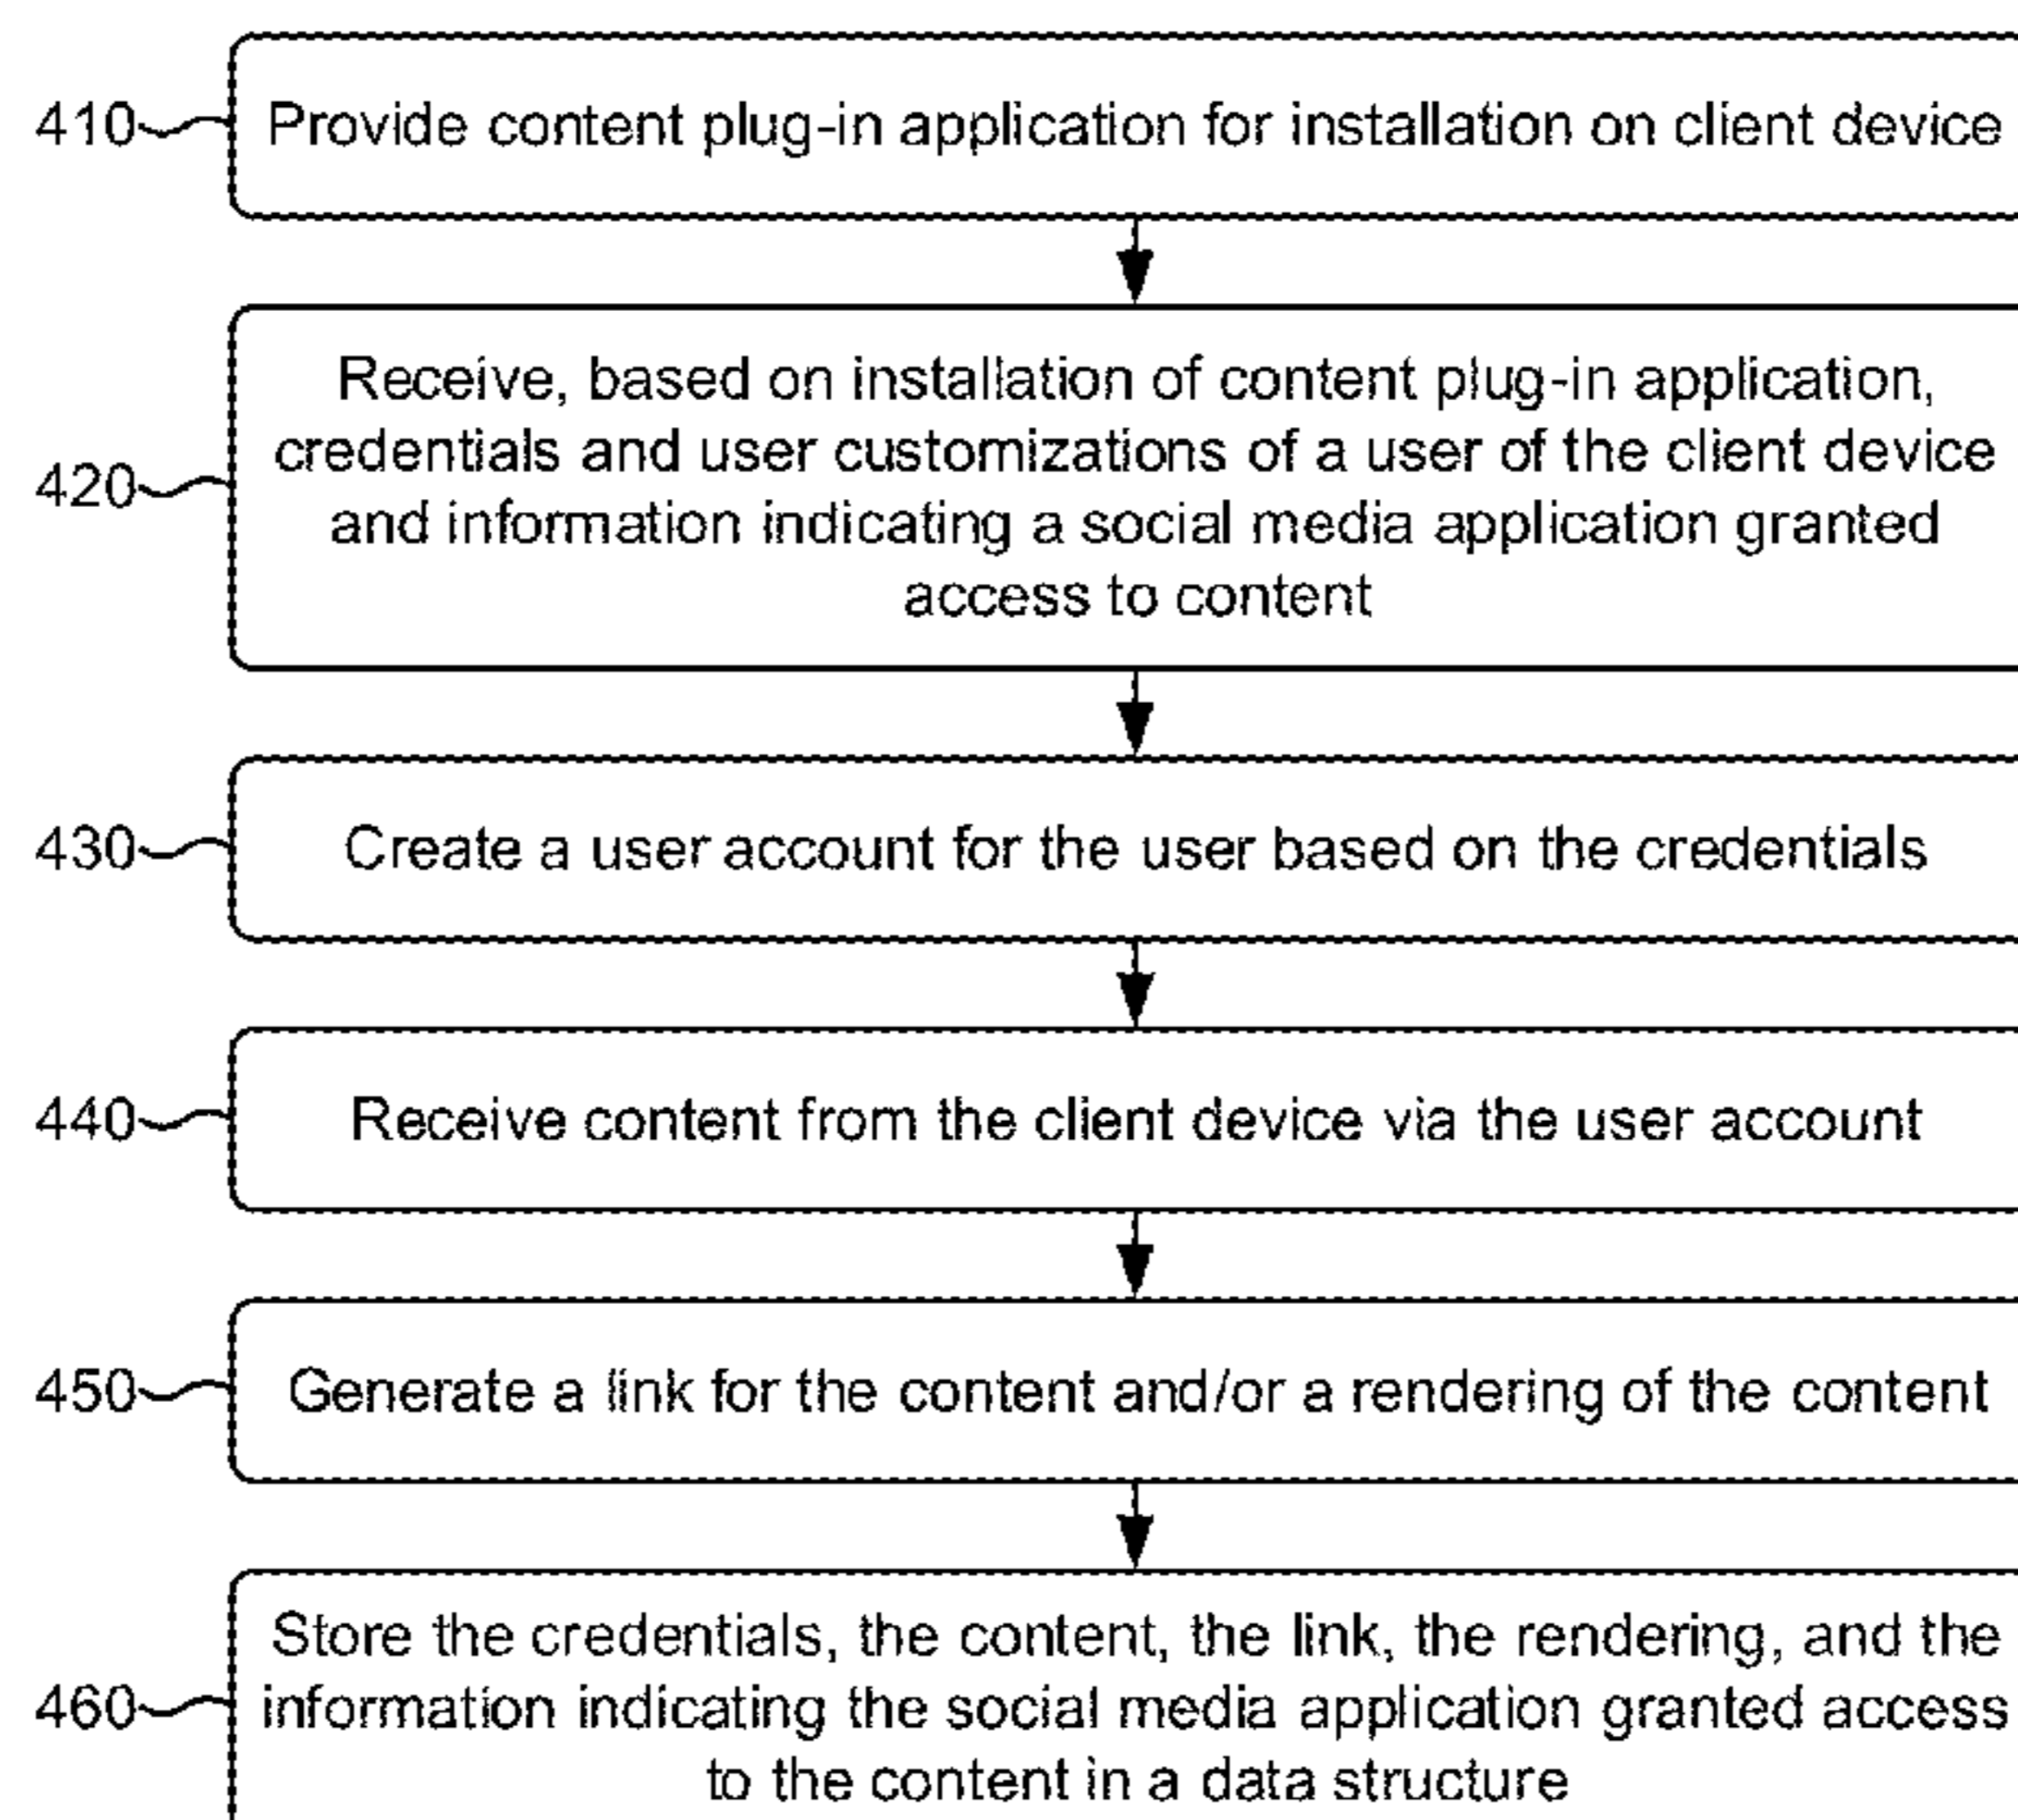 410
Provide content plug-in application for installation on client device
420
Receive, based on installation of content plug-in application,
credentials and user customizations of a user of the client device
and information indicating a social media application granted
access to content
430
Create a user account for the user based on the credentials
440
Receive content from the client device via the user account
450
Generate a link for the content and/or a rendering of the content
460
Store the credentials, the content, the link, the rendering, and the
information indicating the social media application granted access
to the content in a data structure